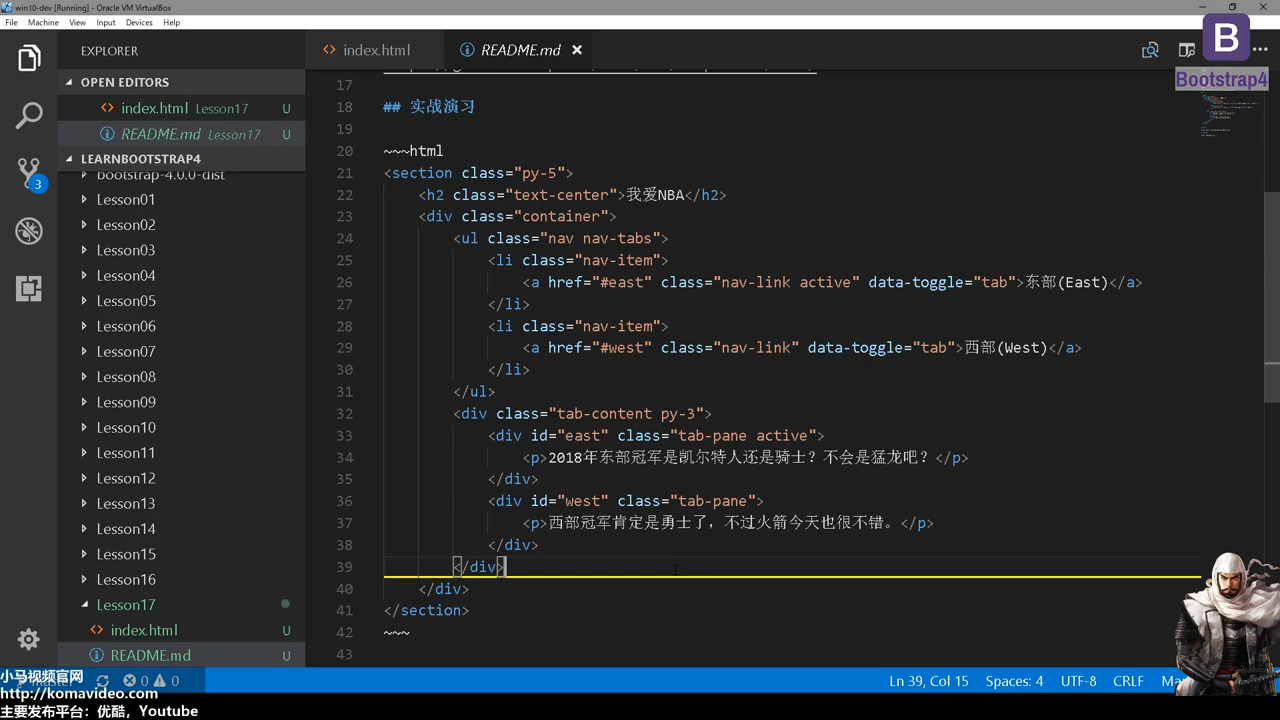 win10-dev [Running] - Oracle VM VirtualBox
File Machine View Input Devices Help
EXPLORER
index.html
README.md
B
Bootstrap4
OPEN EDITORS
index.html Lesson17 U
README.md Lesson17 U
LEARNBOOTSTRAP4
bootstrap-4.0.0-dist
Lesson01
Lesson02
Lesson03
Lesson04
Lesson05
Lesson06
Lesson07
Lesson08
Lesson09
Lesson10
Lesson11
Lesson12
Lesson13
Lesson14
Lesson15
Lesson16
Lesson17
index.html U
README.md U
3
17
18 ## 实战演习
19
20 ~~~html
21 <section class="py-5">
22 <h2 class="text-center">我爱NBA</h2>
23 <div class="container">
24 <ul class="nav nav-tabs">
25 <li class="nav-item">
26 <a href="#east" class="nav-link active" data-toggle="tab">东部(East)</a>
27 </li>
28 <li class="nav-item">
29 <a href="#west" class="nav-link" data-toggle="tab">西部(West)</a>
30 </li>
31 </ul>
32 <div class="tab-content py-3">
33 <div id="east" class="tab-pane active">
34 <p>2018年东部冠军是凯尔特人还是骑士？不会是猛龙吧？</p>
35 </div>
36 <div id="west" class="tab-pane">
37 <p>西部冠军肯定是勇士了，不过火箭今天也很不错。</p>
38 </div>
39 </div>
40 </div>
41 </section>
42 ~~~
43
0 0
Ln 39, Col 15 Spaces: 4 UTF-8 CRLF
小马视频官网
http://komavideo.com
主要发布平台：优酷，Youtube